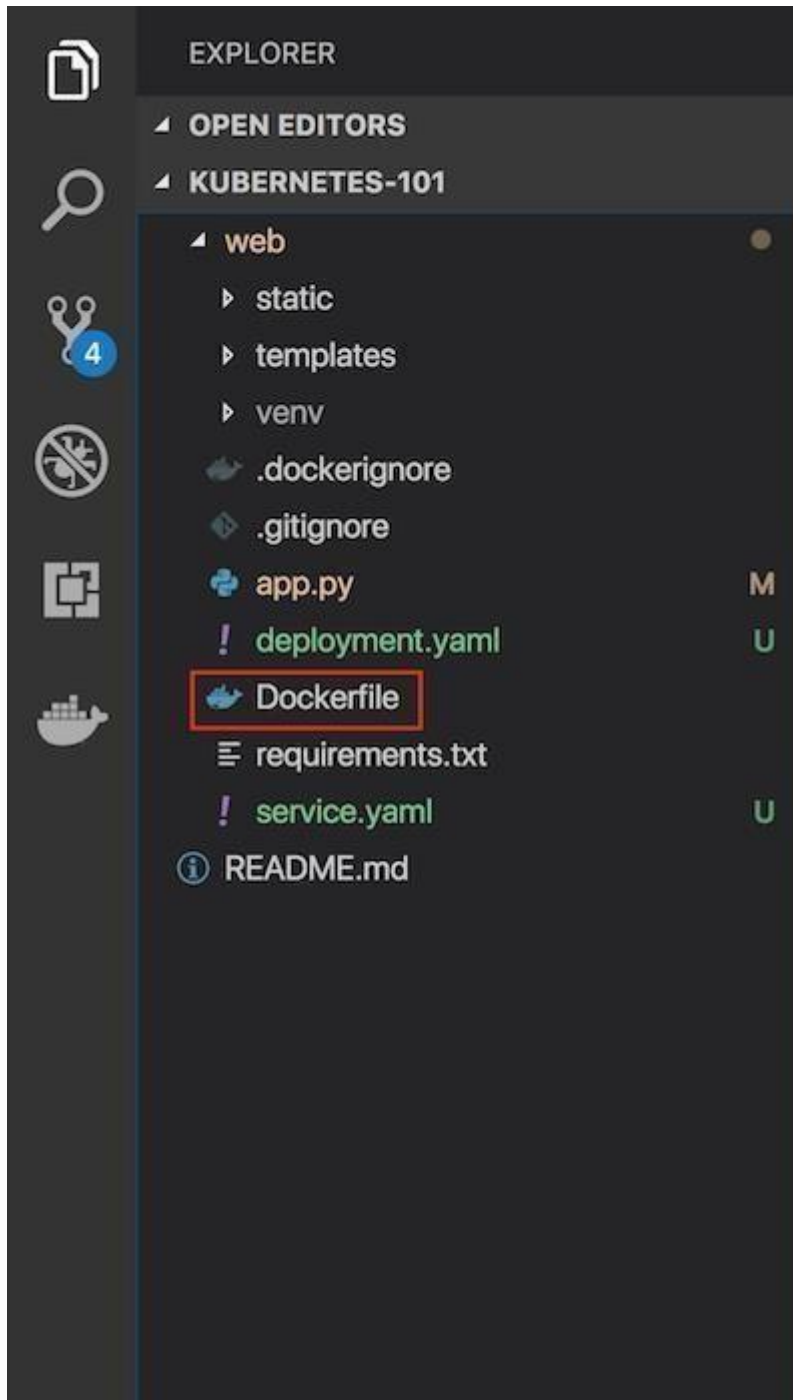 EXPLORER
OPEN EDITORS
KUBERNETES-101
web
static
templates
4
venv
.dockerignore
.gitignore
app.py M
deployment.yaml U
Dockerfile
requirements.txt
service.yaml U
README.md